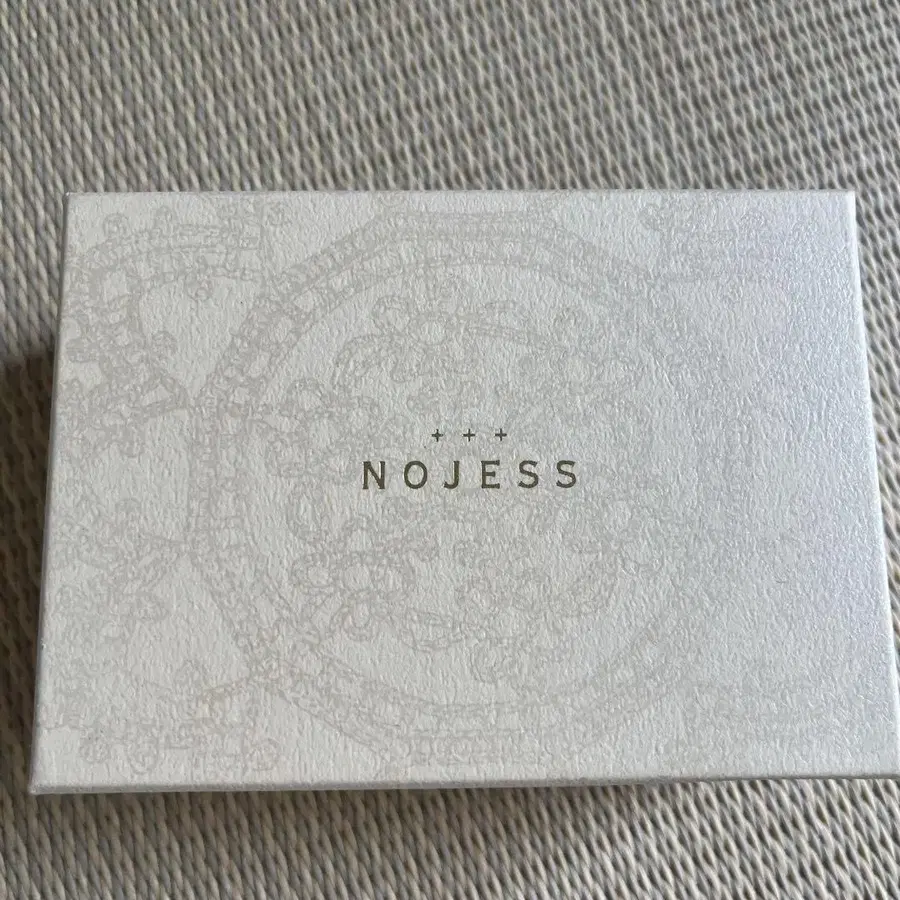 + + +
NOJESS